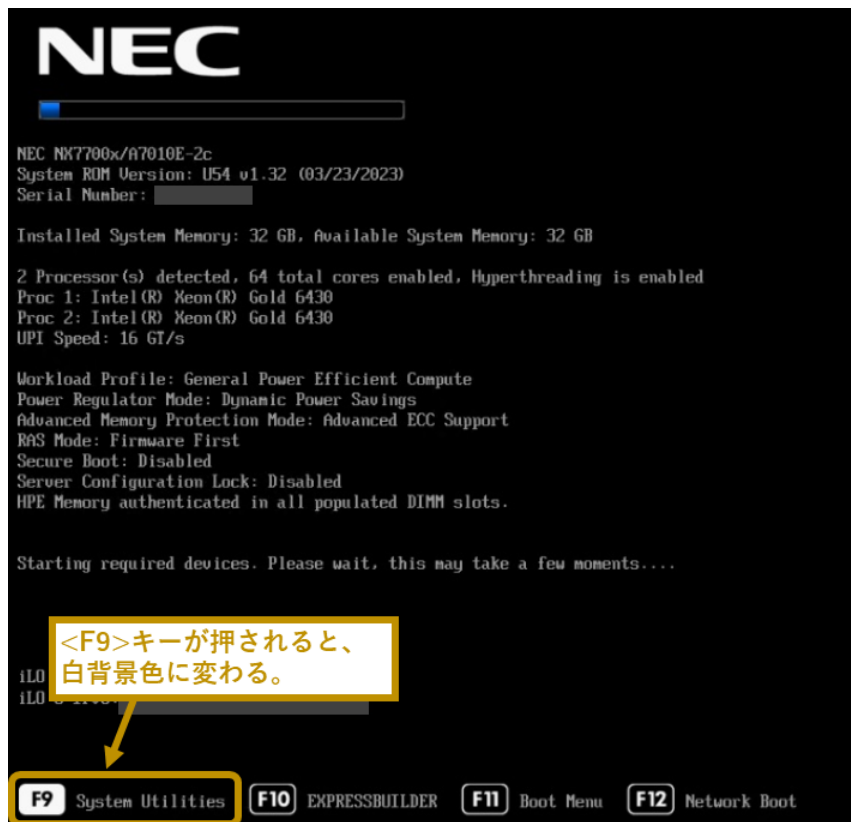 NEC
NEC NX7700x/A7010E-2c
System ROM Version: U54 v1.32 (03/23/2023)
Serial Number:
Installed System Memory: 32 GB, Available System Memory: 32 GB
2 Processor(s) detected, 64 total cores enabled, Hyperthreading is enabled
Proc 1: Intel(R) Xeon(R) Gold 6430
Proc 2: Intel(R) Xeon(R) Gold 6430
UPI Speed: 16 GT/s
Workload Profile: General Power Efficient Compute
Power Regulator Mode: Dynamic Power Savings
Advanced Memory Protection Mode: Advanced ECC Support
RAS Mode: Firmware First
Secure Boot: Disabled
Server Configuration Lock: Disabled
HPE Memory authenticated in all populated DIMM slots.
Starting required devices. Please wait, this may take a few moments....
<F9>キーが押されると、
白背景色に変わる。
iLO
iLO
F9 System Utilities F10 EXPRESSBUILDER F11 Boot Menu F12 Network Boot